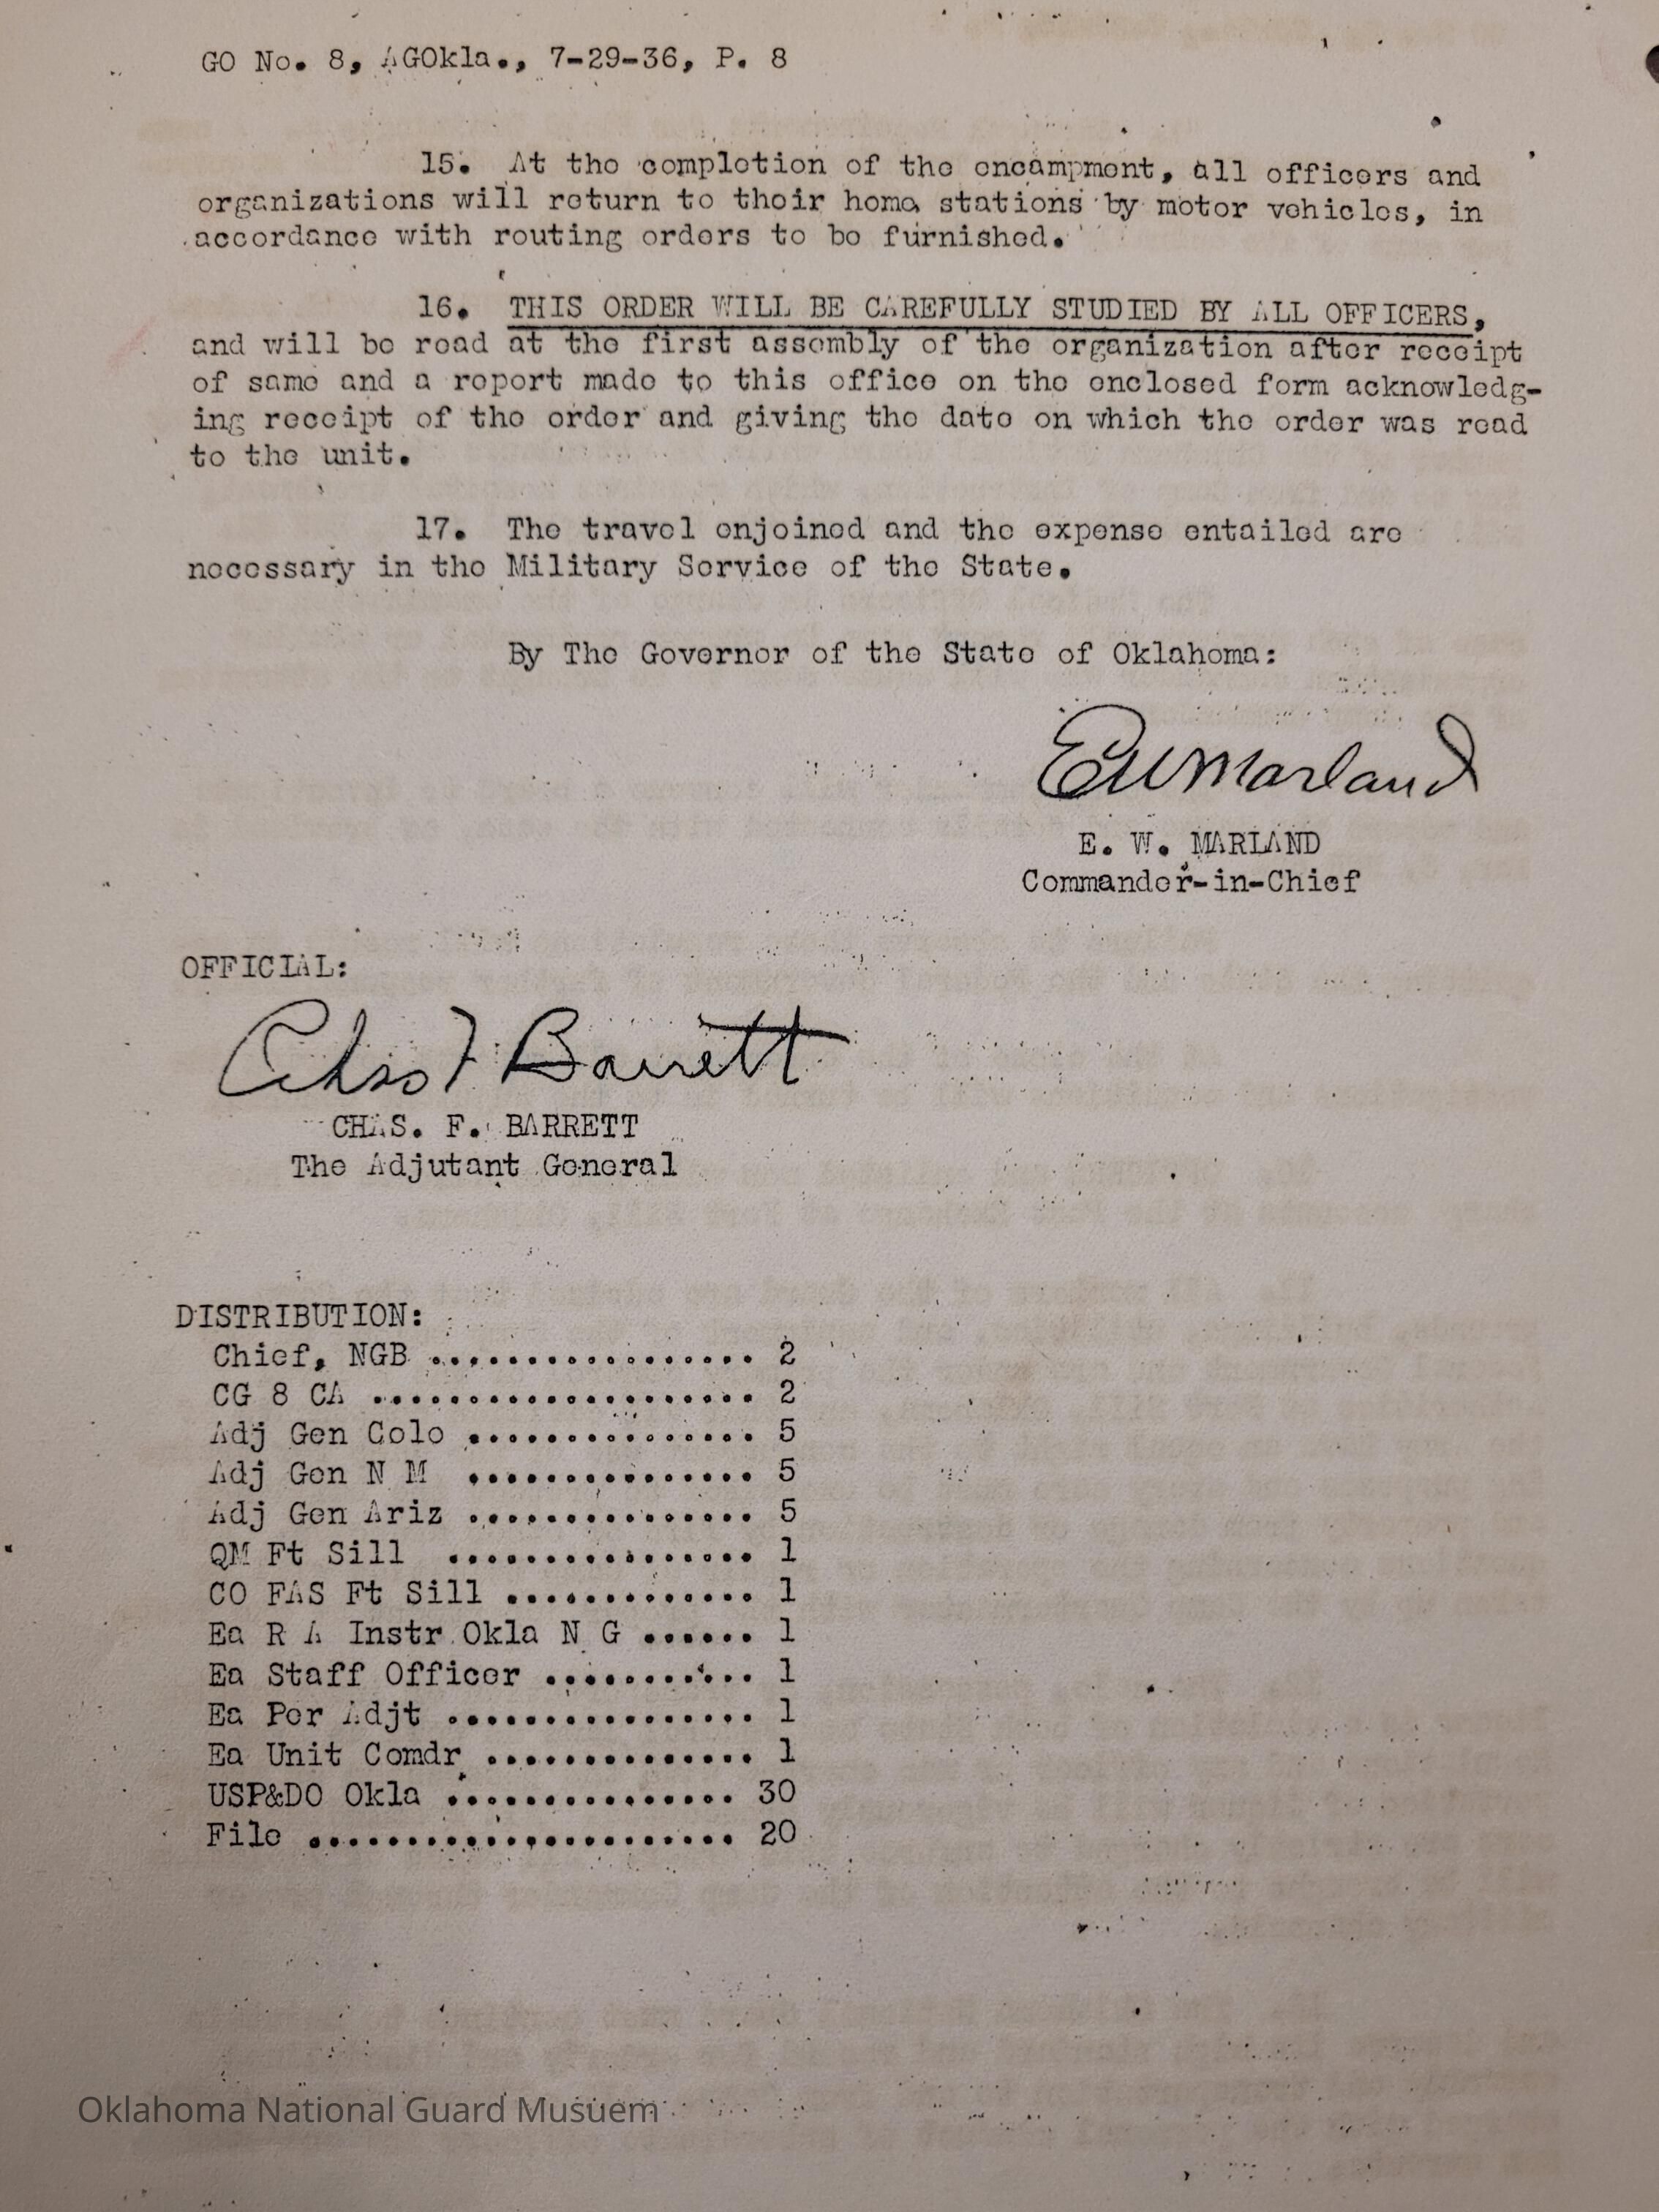 GO No. 8, AGOkla., 7-29-36, P. 8
15. At the completion of the encampment, all officers and
organizations will return to their home stations by motor vehicles, in
accordance with routing orders to be furnished.
16. THIS ORDER WILL BE CAREFULLY STUDIED BY ALL OFFICERS,
and will be read at the first assembly of the organization after receipt
of same and a report made to this office on the enclosed form acknowledg-
ing receipt of the order and giving the date on which the order was read
to the unit.
17. The travel enjoined and the expense entailed are
necessary in the Military Service of the State.
By The Governor of the State of Oklahoma:
EW Marland
E. W. MARLAND
Commander-in-Chief
OFFICIAL:
Chas F Barrett
CHAS. F. BARRETT
The Adjutant General
DISTRIBUTION:
Chief, NGB ................. 2
CG 8 CA .................... 2
Adj Gen Colo ............... 5
Adj Gen N M ............... 5
Adj Gen Ariz ............... 5
QM Ft Sill ................ 1
CO FAS Ft Sill ............. 1
Ea R A Instr Okla N G ...... 1
Ea Staff Officer ........... 1
Ea Per Adjt ................ 1
Ea Unit Comdr .............. 1
USP&DO Okla ............... 30
File ...................... 20
Oklahoma National Guard Musuem